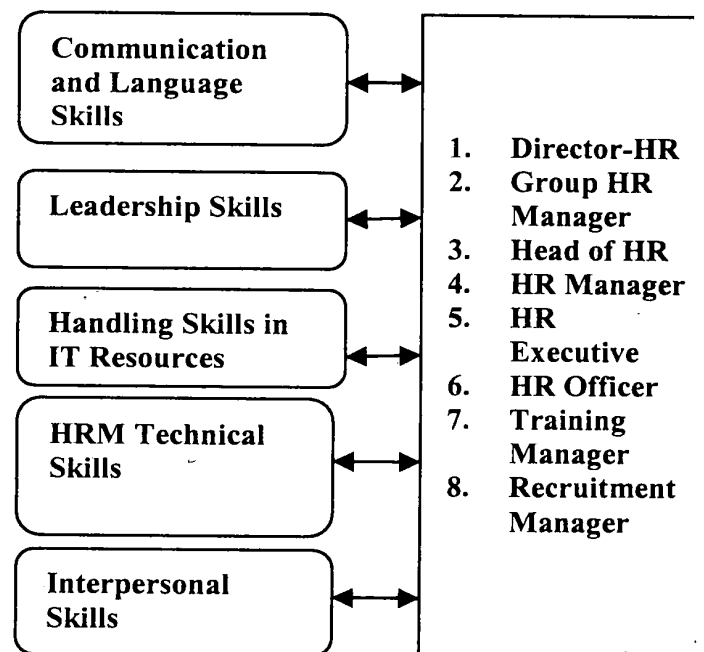 Communication
and Language
Skills
Leadership Skills
Handling Skills in
IT Resources
HRM Technical
Skills
Interpersonal
Skills
1. Director-HR
2. Group HR
Manager
3. Head of HR
4. HR Manager
5. HR
Executive
6. HR Officer
7. Training
Manager
8. Recruitment
Manager